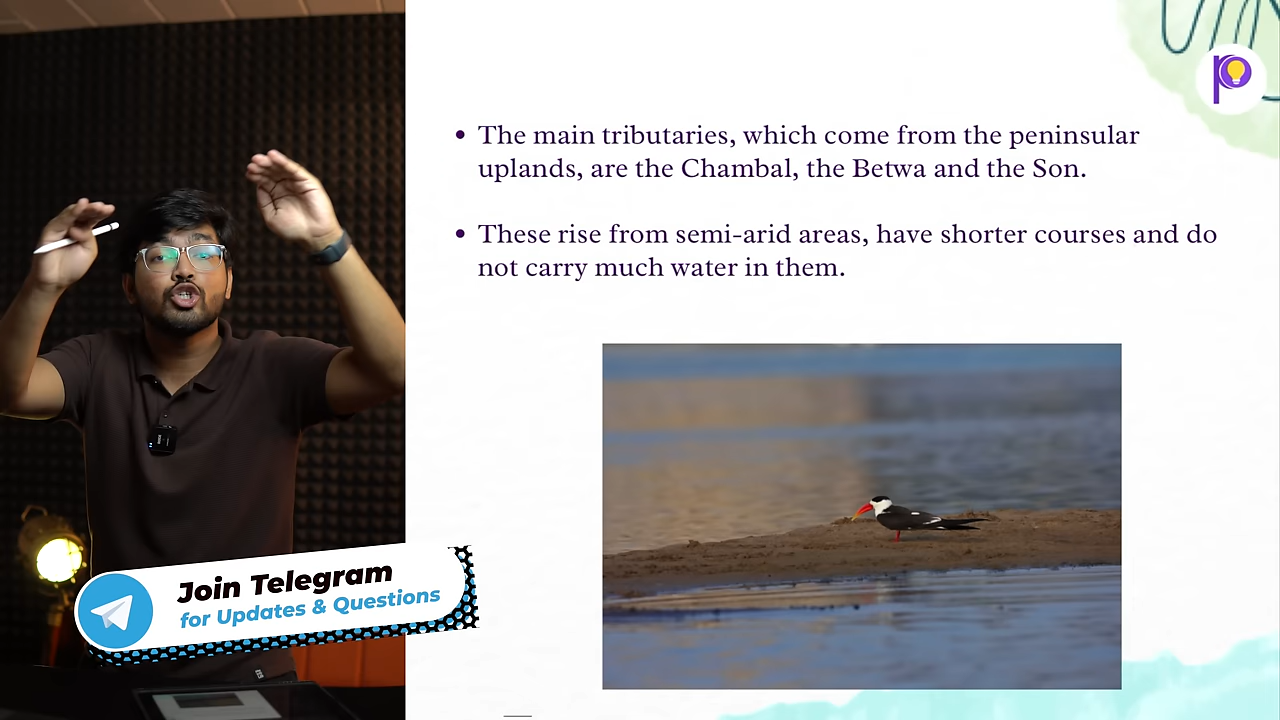 The main tributaries, which come from the peninsular
uplands, are the Chambal, the Betwa and the Son.
These rise from semi-arid areas, have shorter courses and do
not carry much water in them.
Join Telegram
for Updates & Questions